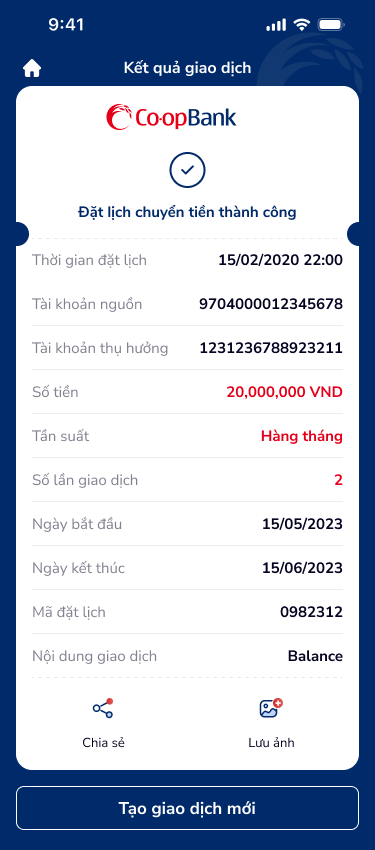 9:41
Kết quả giao dịch
Co·opBank
Đặt lịch chuyển tiền thành công
Thời gian đặt lịch 15/02/2020 22:00
Tài khoản nguồn 9704000012345678
Tài khoản thụ hưởng 1231236788923211
Số tiền 20,000,000 VND
Tần suất Hàng tháng
Số lần giao dịch 2
Ngày bắt đầu 15/05/2023
Ngày kết thúc 15/06/2023
Mã đặt lịch 0982312
Nội dung giao dịch Balance
Chia sẻ Lưu ảnh
Tạo giao dịch mới